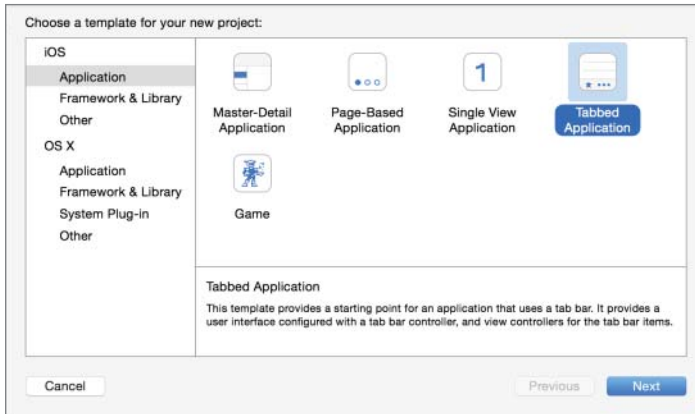 Choose a template for your new project:
iOS
Application
Framework & Library
Other
OS X
Application
Framework & Library
System Plug-in
Other
Master-Detail
Application
Page-Based
Application
1
Single View
Application
Tabbed
Application
Game
Tabbed Application
This template provides a starting point for an application that uses a tab bar. It provides a
user interface configured with a tab bar controller, and view controllers for the tab bar items.
Cancel
Previous
Next